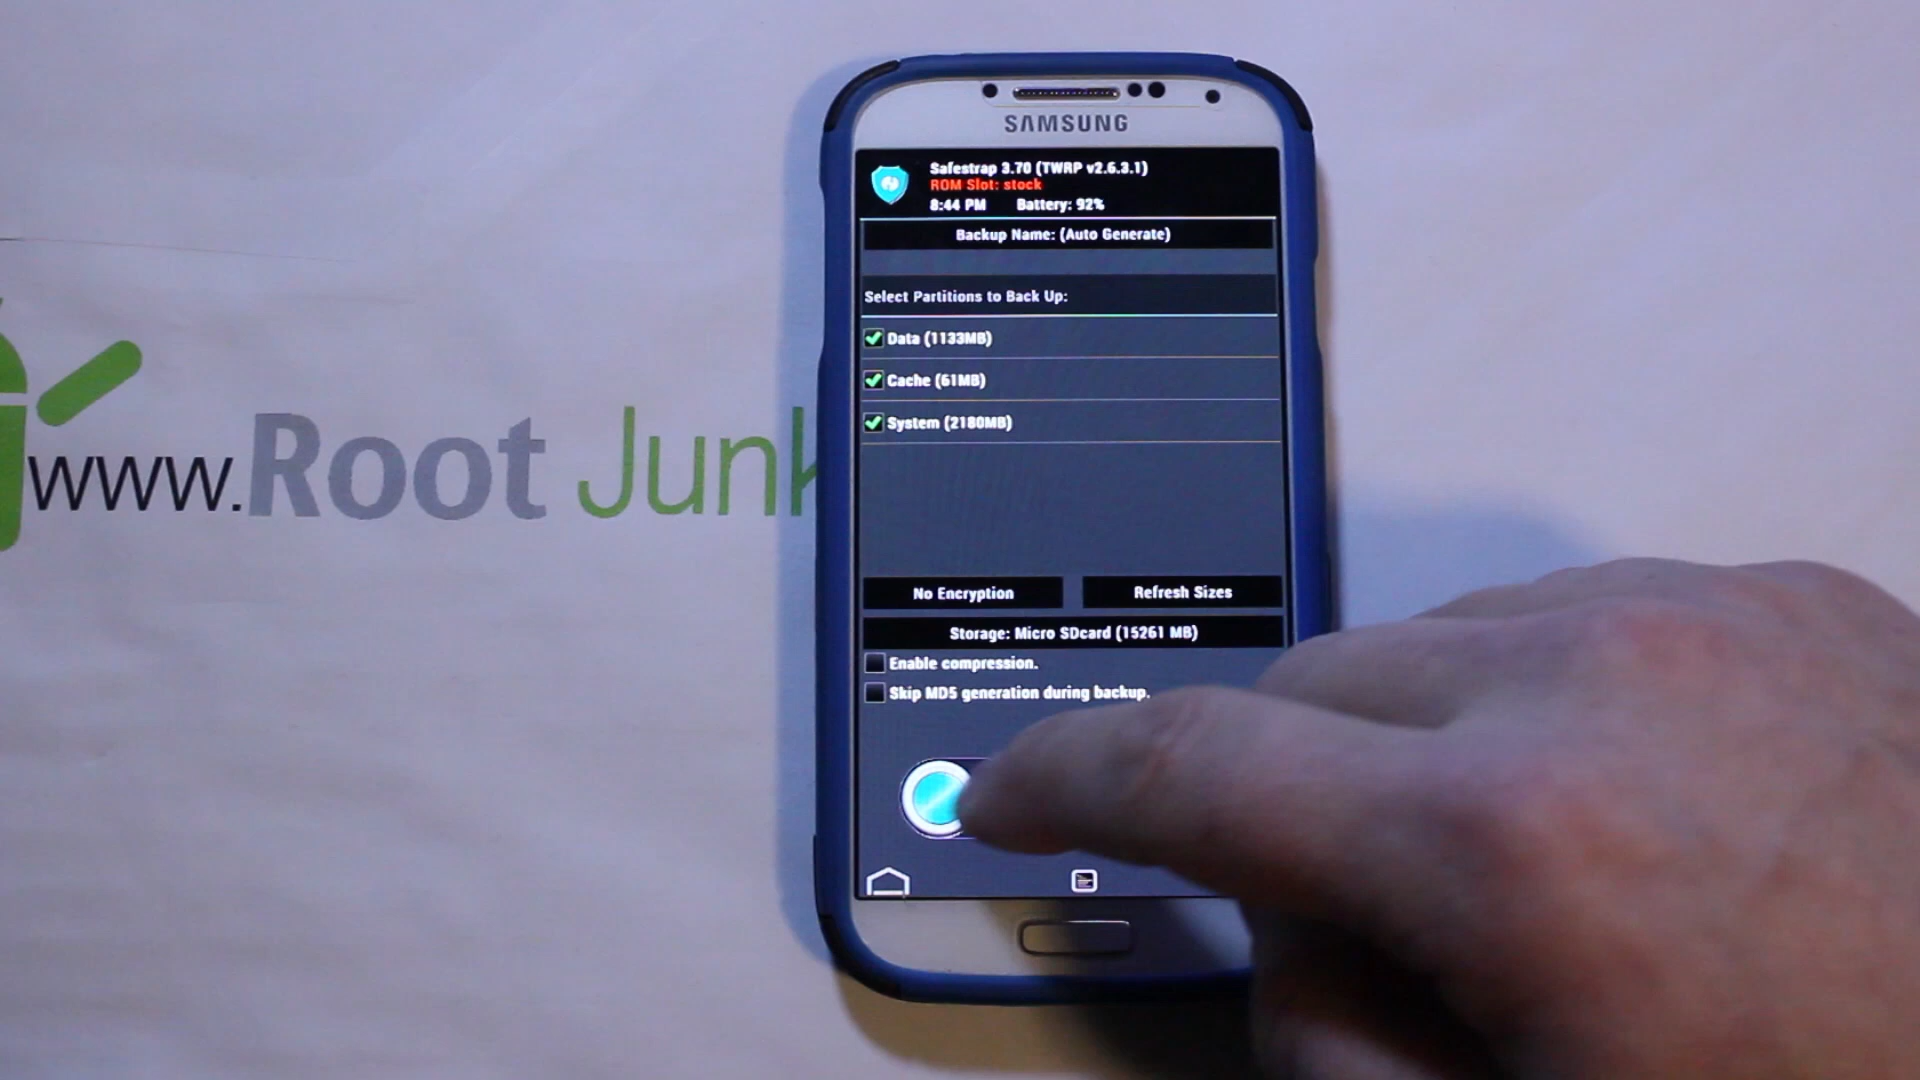 SAMSUNG
Safestrap 3.70 (TWRP v2.6.3.1)
ROM Slot: stock
8:44 PM Battery: 92%
Backup Name: (Auto Generate)
Select Partitions to Back Up:
Data (1133MB)
Cache (61MB)
System (2180MB)
www.Root Junk
No Encryption Refresh Sizes
Storage: Micro SDcard (15261 MB)
Enable compression.
Skip MD5 generation during backup.